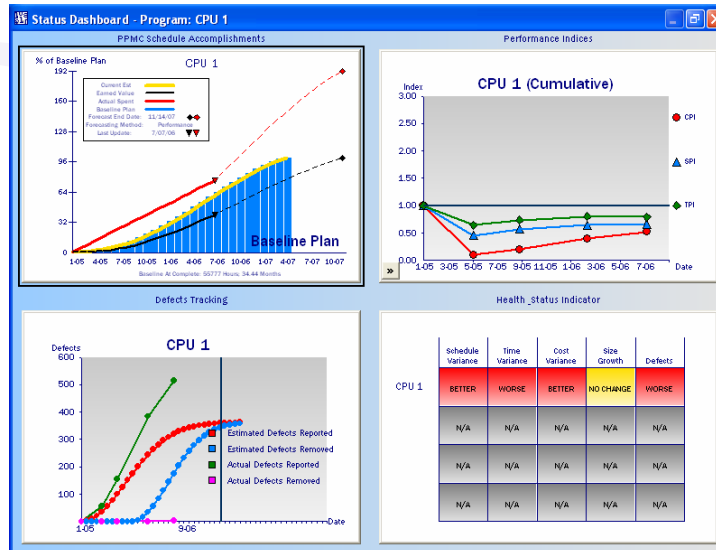 Status Dashboard - Program: CPU 1
PPMC Schedule Accomplishments
% of Baseline Plan
CPU 1
192
160
128
96
64
32
0
Current Est
Earned Value
Actual Spent
Baseline Plan
Forecast End Date: 11/14/07
Forecasting Method: Performance
Last Update: 7/07/06
Baseline Plan
1-05 4-05 7-05 10-05 1-06 4-06 7-06 10-06 1-07 4-07 7-07 10-07
Baseline At Complete: 55777 Hours: 34.44 Months
Performance Indices
Index
CPU 1 (Cumulative)
3.00
2.50
2.00
1.50
1.00
0.50
0.00
CPI
SPI
TPI
»
1-05 3-05 5-05 7-05 9-05 11-05 1-06 3-06 5-06 7-06 Date
Defects Tracking
Defects
CPU 1
600
500
400
300
200
100
Estimated Defects Reported
Estimated Defects Removed
Actual Defects Reported
Actual Defects Removed
1-05 9-06 Date
Health_Status Indicator
Schedule Variance Time Variance Cost Variance Size Growth Defects
CPU 1 BETTER WORSE BETTER NO CHANGE WORSE
N/A N/A N/A N/A N/A
N/A N/A N/A N/A N/A
N/A N/A N/A N/A N/A